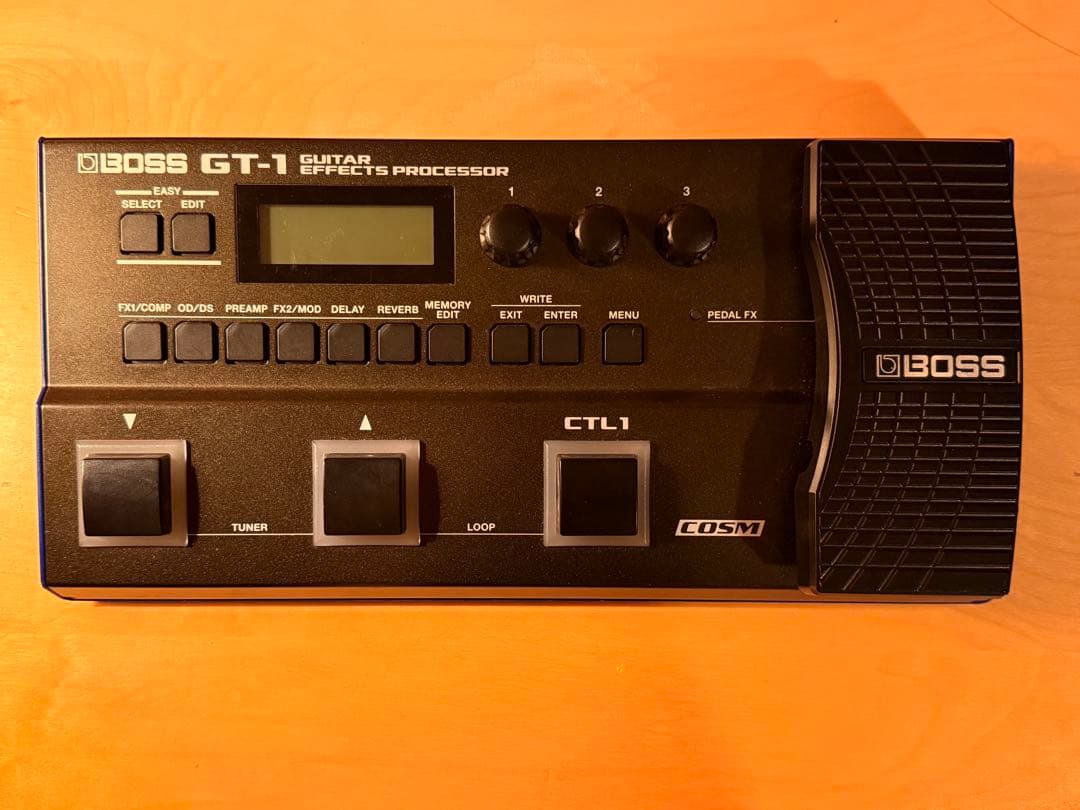 BOSS GT-1 GUITAR EFFECTS PROCESSOR
EASY
SELECT EDIT
1 2 3
FX1/COMP OD/DS PREAMP FX2/MOD DELAY REVERB MEMORY EDIT
WRITE
EXIT ENTER MENU
PEDAL FX
BOSS
▼ ▲ CTL1
TUNER LOOP
COSM